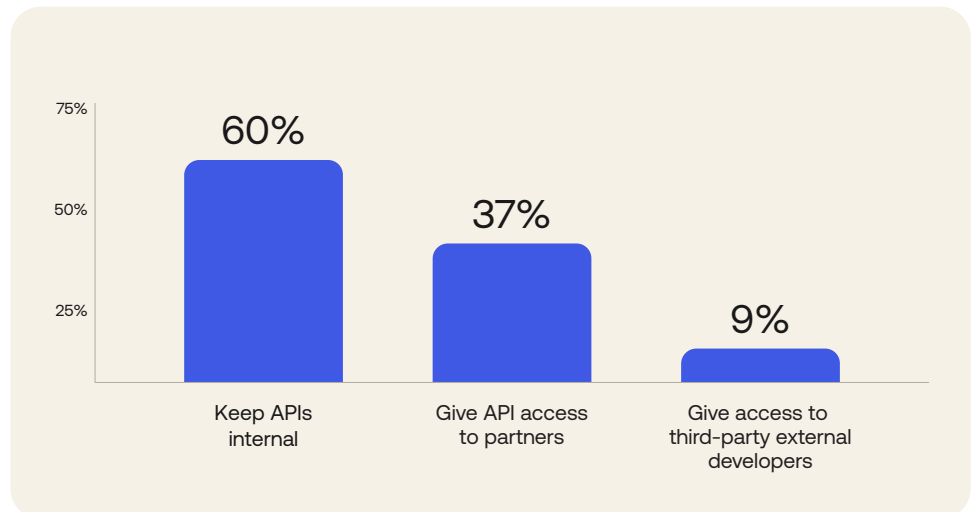 75%
50%
25%
60%
37%
9%
Keep APIs
internal
Give API access
to partners
Give access to
third-party external
developers